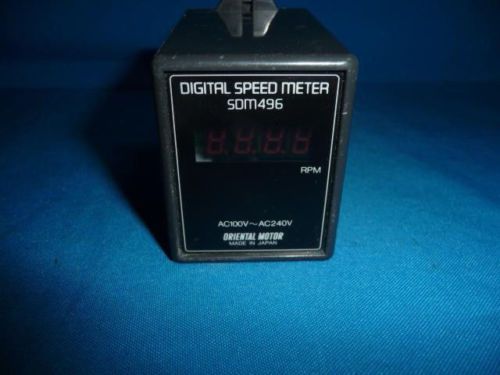 DIGITAL SPEED METER
SDM496
RPM
AC100V～AC240V
ORIENTAL MOTOR
MADE IN JAPAN